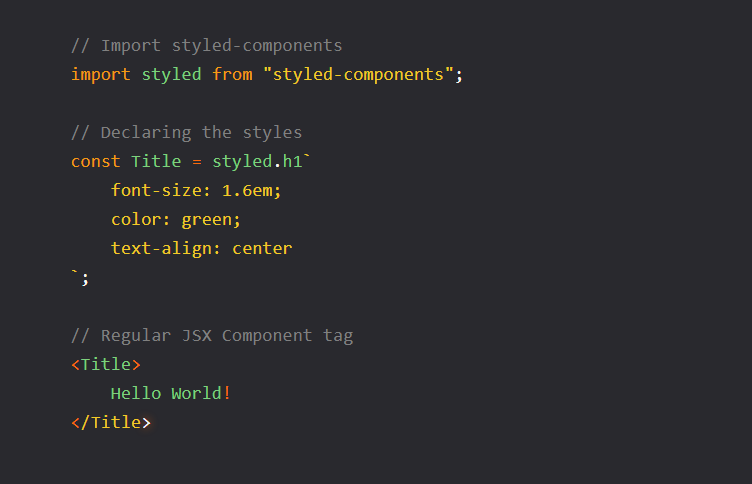 // Import styled-components
import styled from "styled-components";
// Declaring the styles
const Title = styled.h1`
font-size: 1.6em;
color: green;
text-align: center
`;
// Regular JSX Component tag
<Title>
Hello World!
</Title>